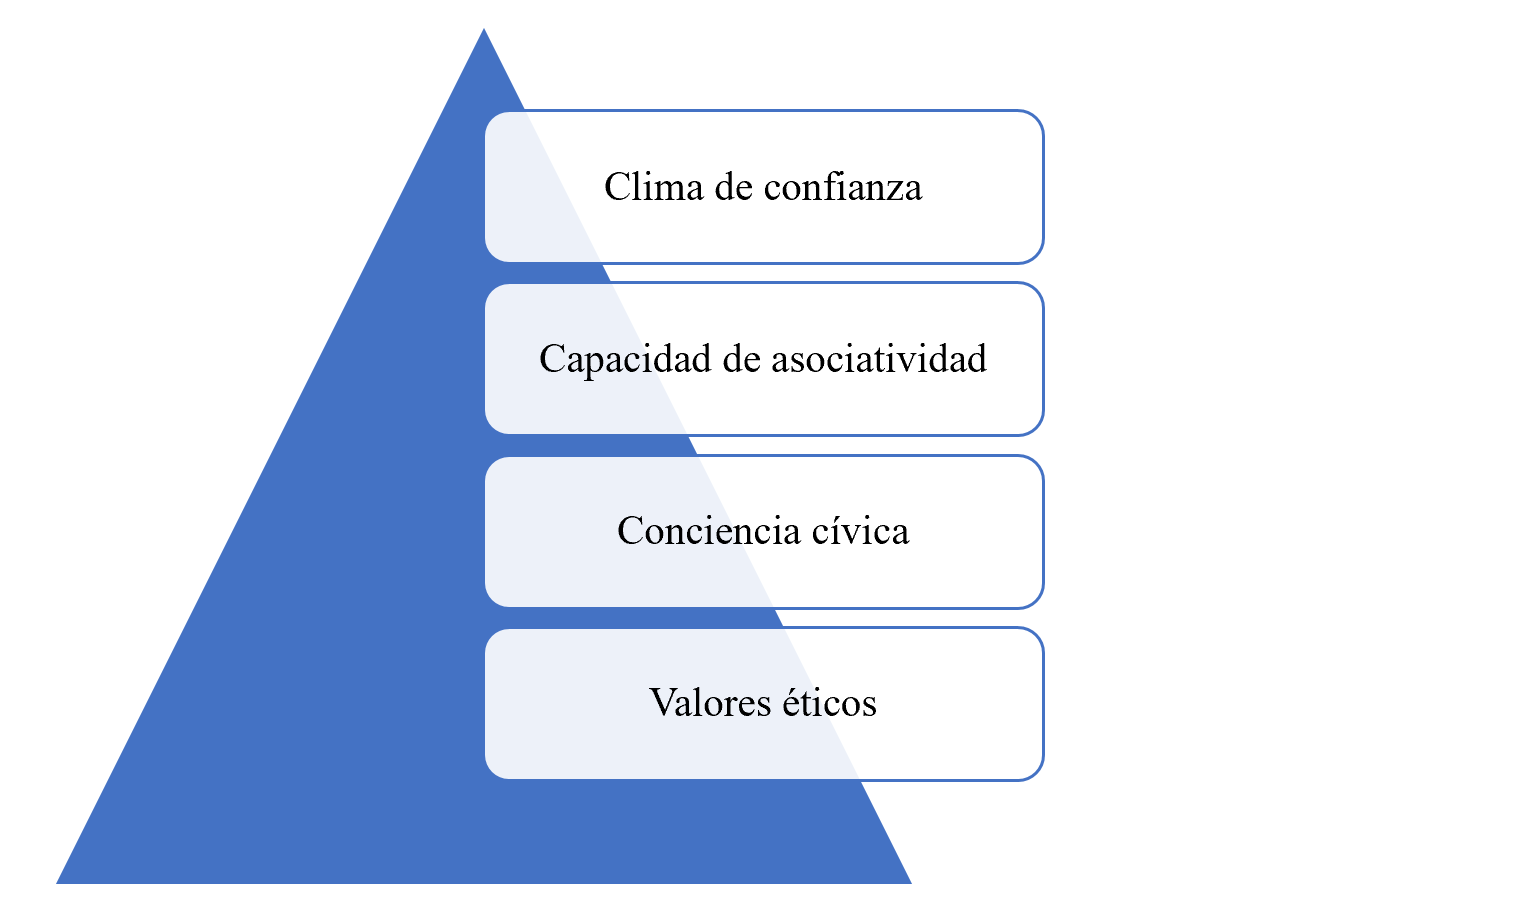 Clima de confianza
Capacidad de asociatividad
Conciencia cívica
Valores éticos